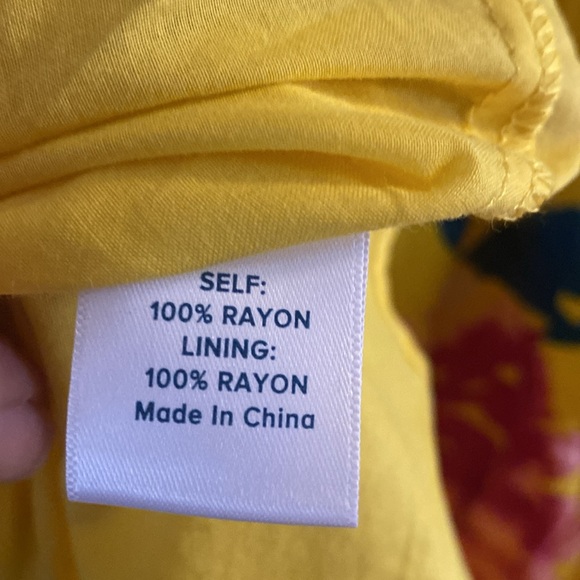 SELF:
100% RAYON
LINING:
100% RAYON
Made In China